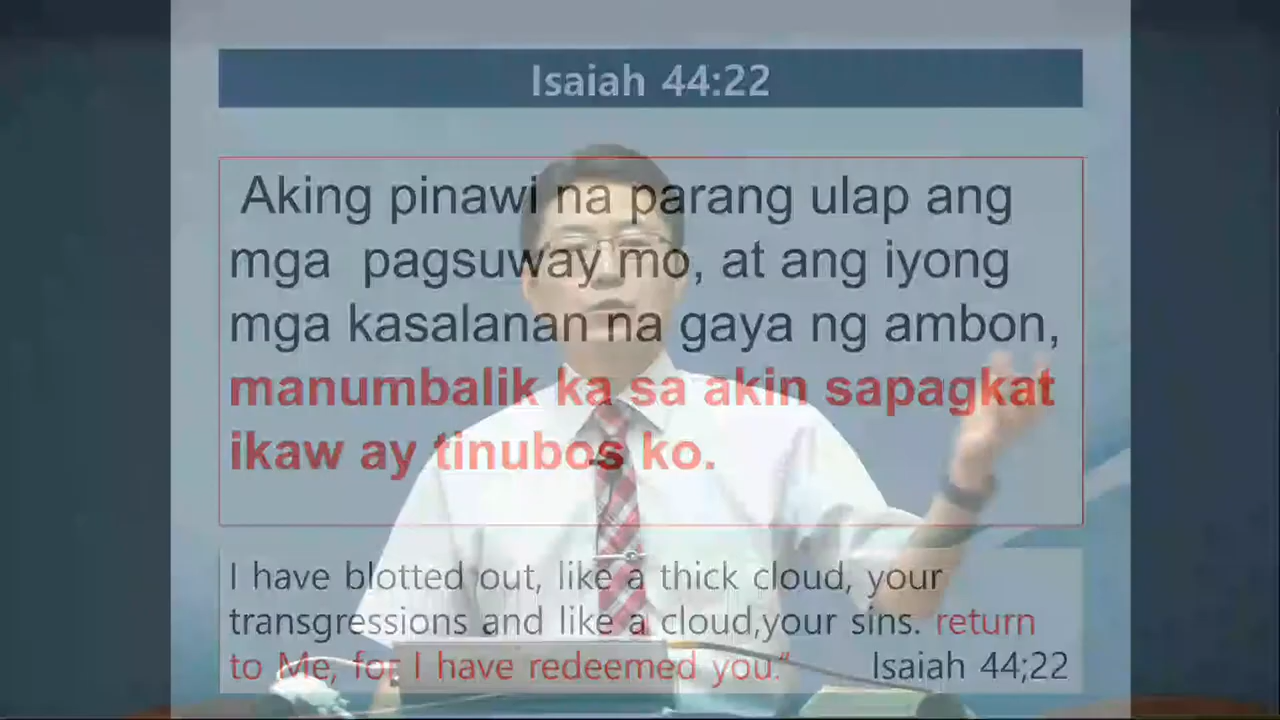 Isaiah 44:22
Aking pinawi na parang ulap ang
mga pagsuway mo, at ang iyong
mga kasalanan na gaya ng ambon,
manumbalik ka sa akin sapagkat
ikaw ay tinubos ko.
I have blotted out, like a thick cloud, your
transgressions and like a cloud,your sins. return
to Me, for I have redeemed you." Isaiah 44;22